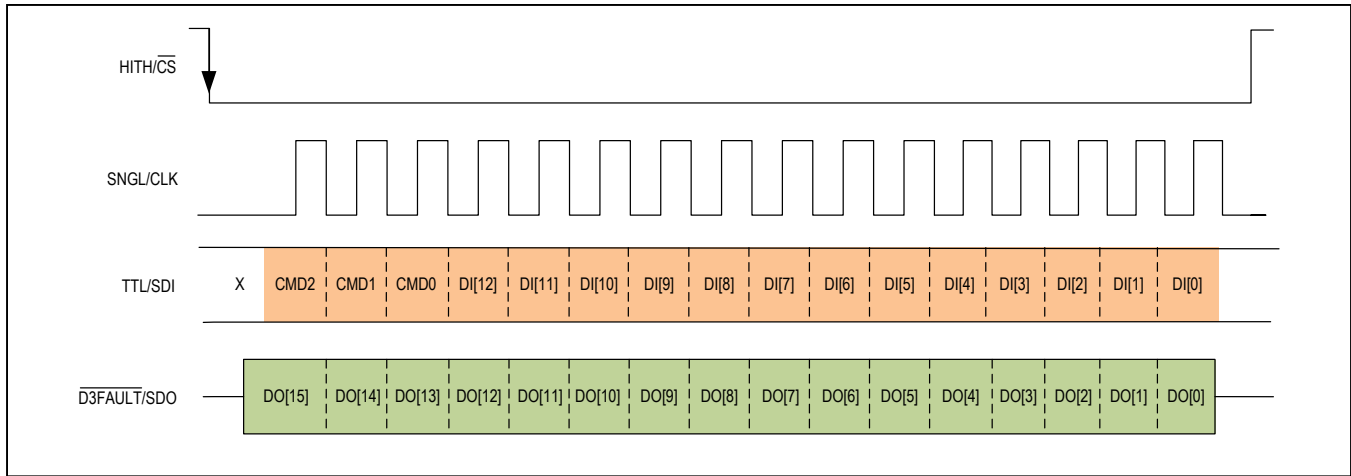 HITH/C̅S̅
SNGL/CLK
TTL/SDI X CMD2 CMD1 CMD0 DI[12] DI[11] DI[10] DI[9] DI[8] DI[7] DI[6] DI[5] DI[4] DI[3] DI[2] DI[1] DI[0]
D̅3̅F̅A̅U̅L̅T̅/SDO DO[15] DO[14] DO[13] DO[12] DO[11] DO[10] DO[9] DO[8] DO[7] DO[6] DO[5] DO[4] DO[3] DO[2] DO[1] DO[0]